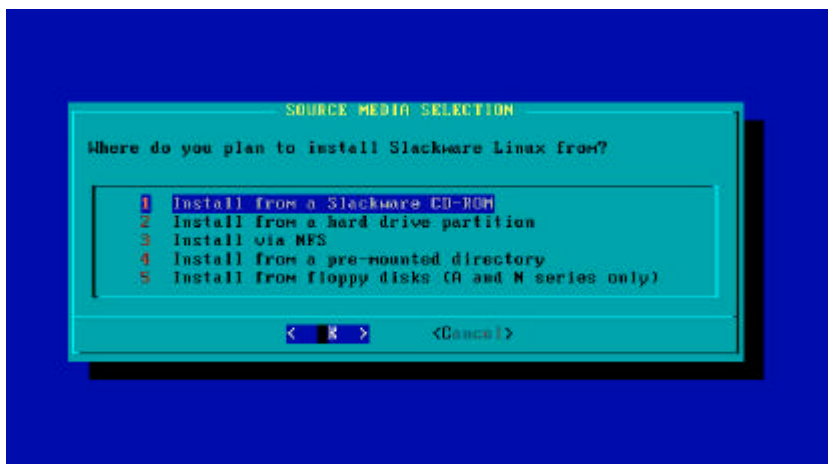 SOURCE MEDIA SELECTION
Where do you plan to install Slackware Linux from?
1 Install from a Slackware CD-ROM
2 Install from a hard drive partition
3 Install via NFS
4 Install from a pre-mounted directory
5 Install from floppy disks (A and N series only)
< OK > <Cancel>